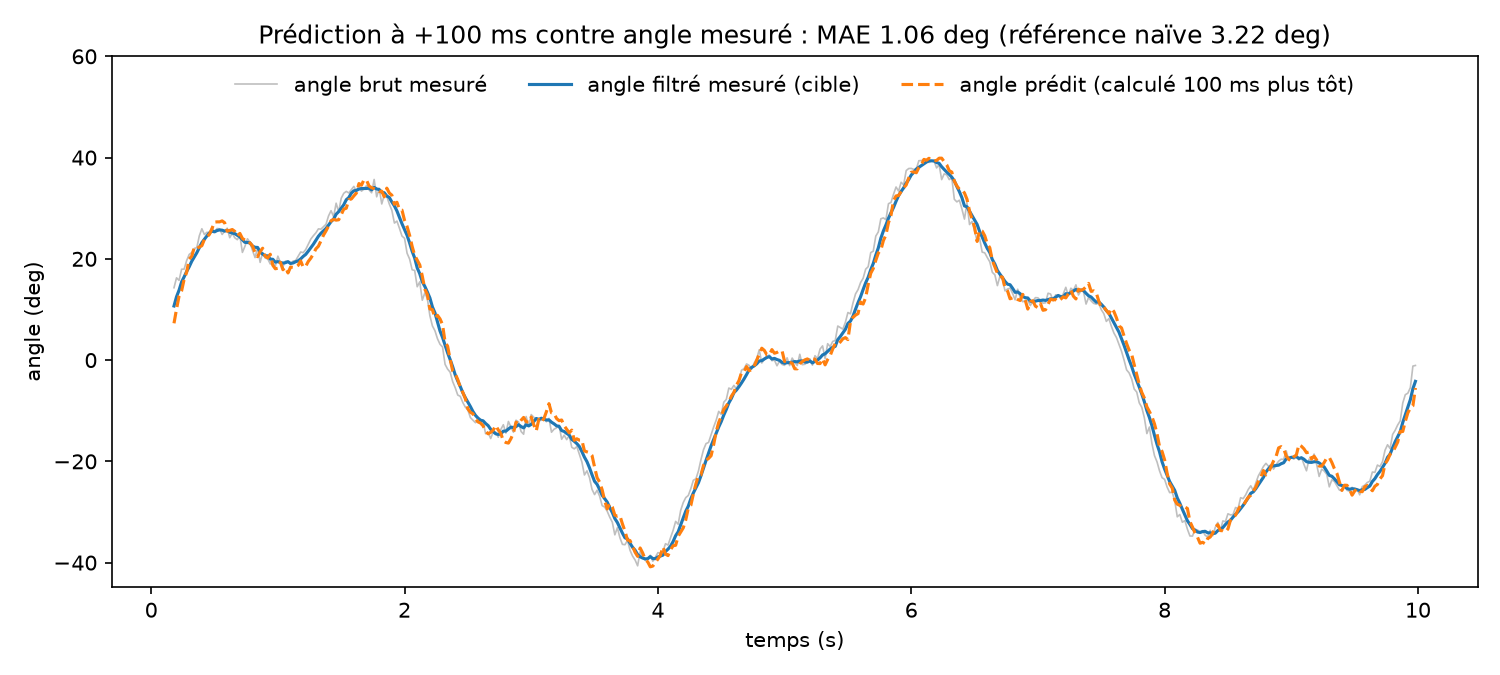 Prédiction à +100 ms contre angle mesuré : MAE 1.06 deg (référence naïve 3.22 deg)
angle brut mesuré
angle filtré mesuré (cible)
angle prédit (calculé 100 ms plus tôt)
60
40
20
0
−20
−40
angle (deg)
0
2
4
6
8
10
temps (s)